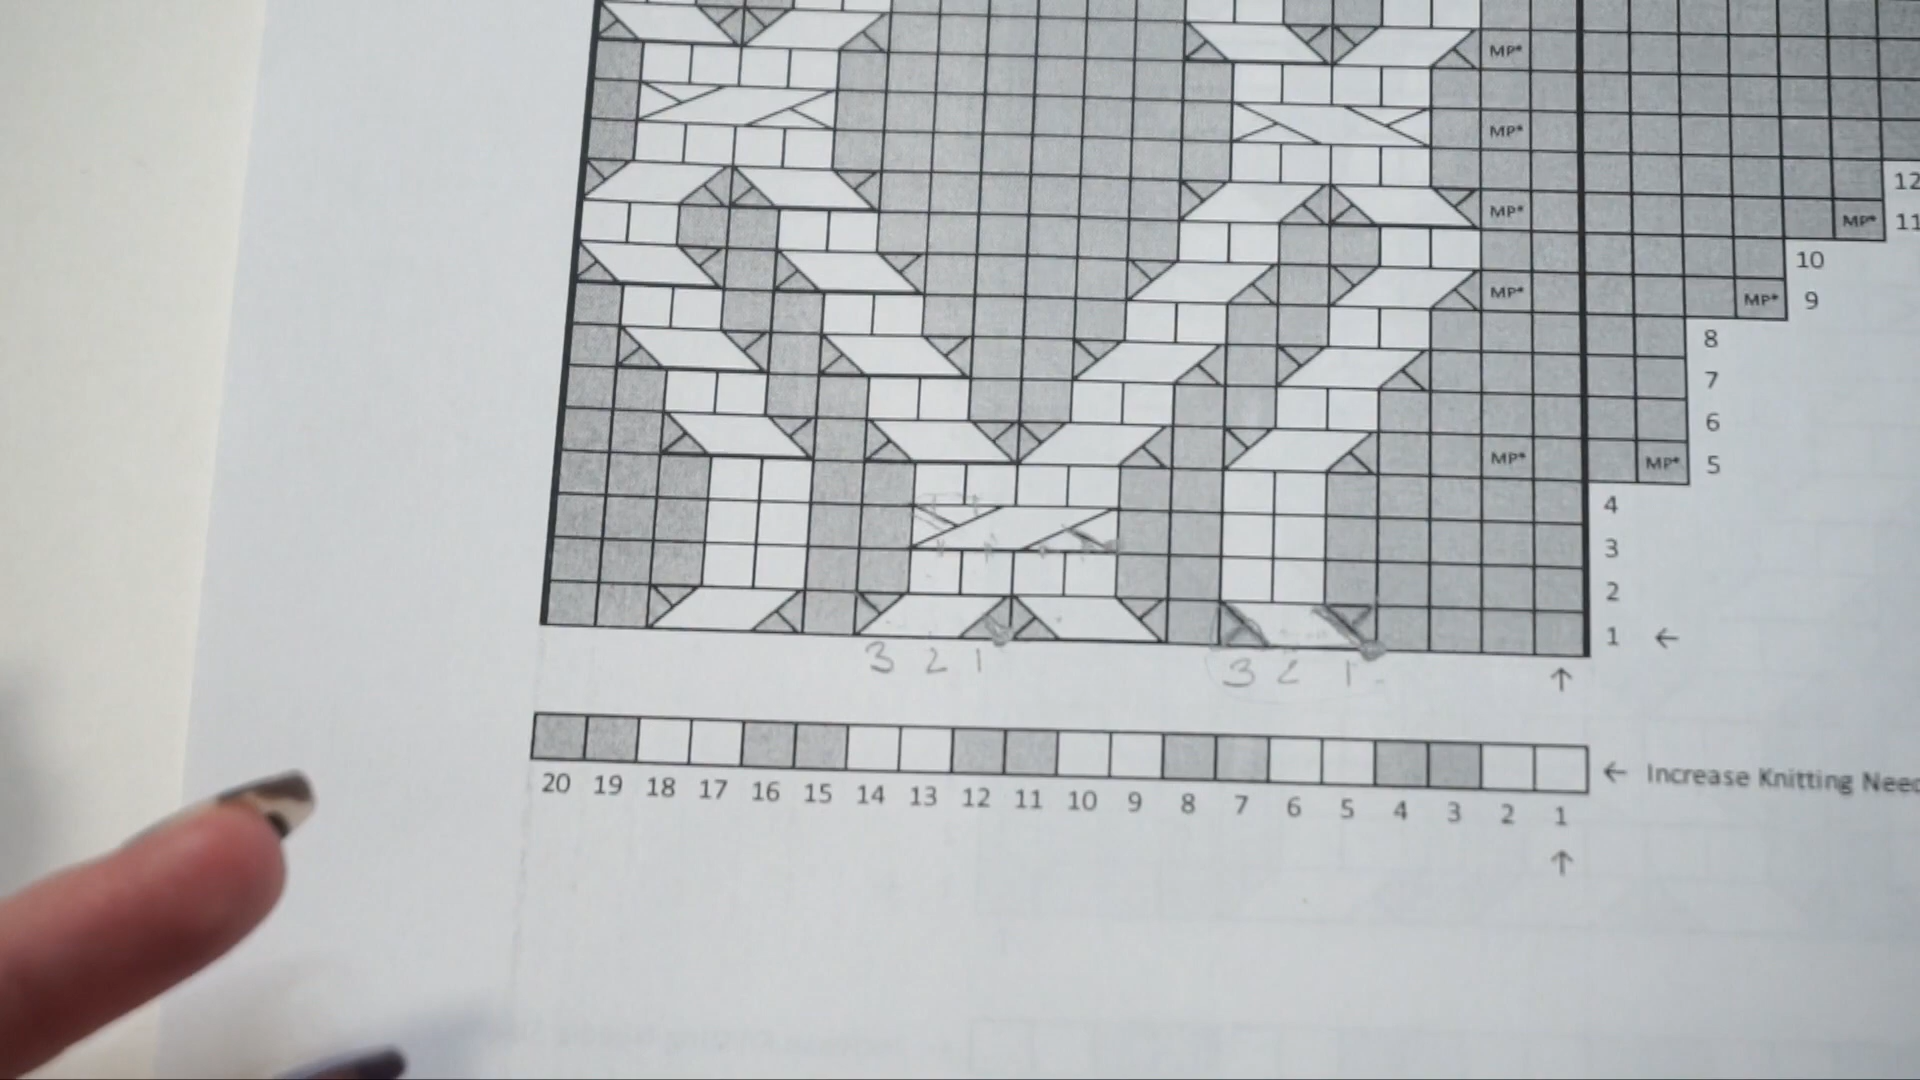 MP*
MP*
12
MP* MP* 11
10
MP* MP* 9
8
7
6
MP* MP* 5
4
3
2
1 ←
3 2 1 3 2 1 ↑
← Increase Knitting
20 19 18 17 16 15 14 13 12 11 10 9 8 7 6 5 4 3 2 1
↑